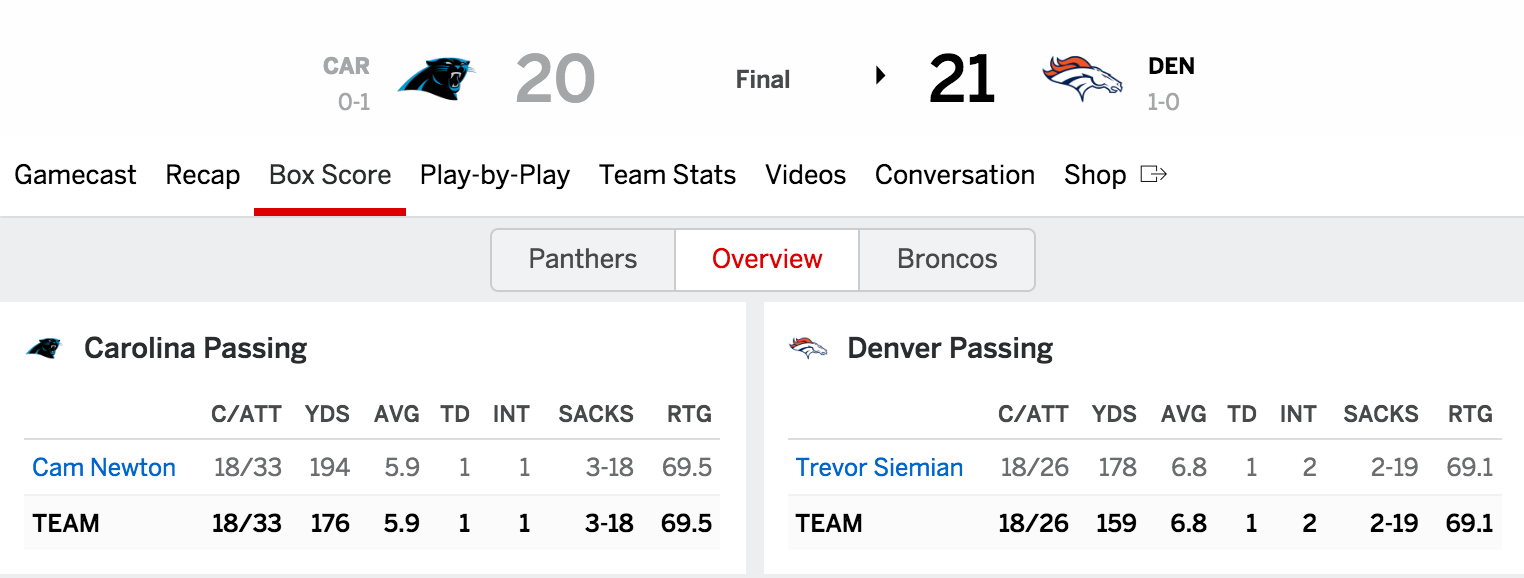 CAR 20 Final 21 DEN
0-1 1-0
Gamecast Recap Box Score Play-by-Play Team Stats Videos Conversation Shop
Panthers Overview Broncos
Carolina Passing
C/ATT YDS AVG TD INT SACKS RTG
Cam Newton 18/33 194 5.9 1 1 3-18 69.5
TEAM 18/33 176 5.9 1 1 3-18 69.5
Denver Passing
C/ATT YDS AVG TD INT SACKS RTG
Trevor Siemian 18/26 178 6.8 1 2 2-19 69.1
TEAM 18/26 159 6.8 1 2 2-19 69.1